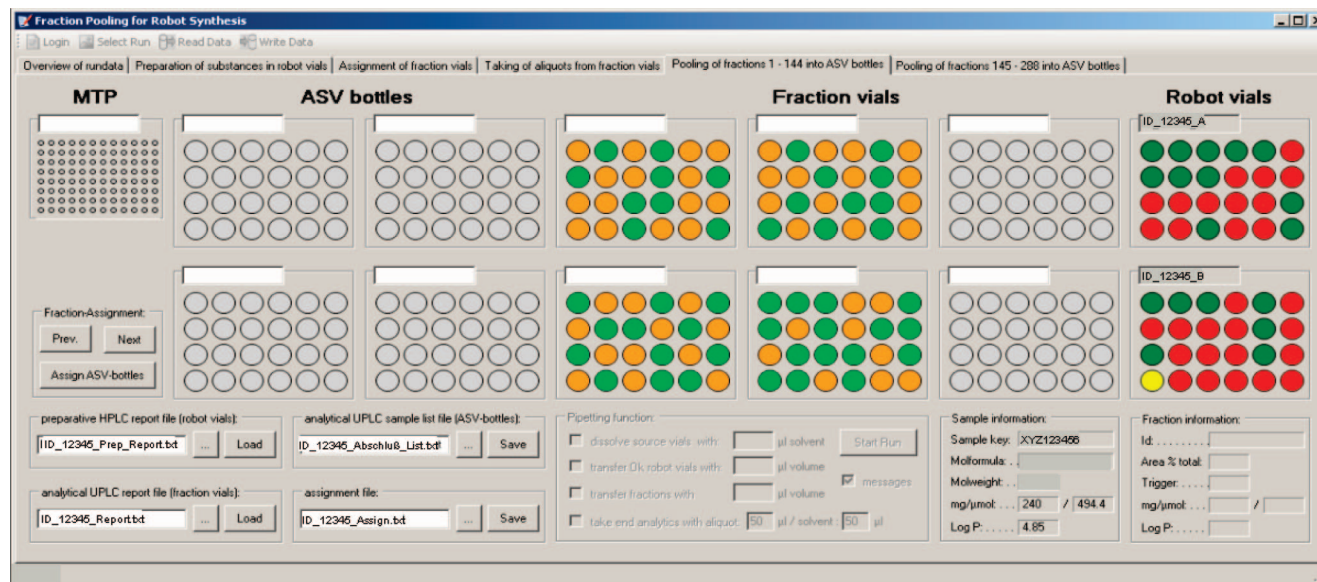 Fraction Pooling for Robot Synthesis
Login Select Run Read Data Write Data
Overview of rundata Preparation of substances in robot vials Assignment of fraction vials Taking of aliquots from fraction vials Pooling of fractions 1 - 144 into ASV bottles Pooling of fractions 145 - 288 into ASV bottles
MTP ASV bottles Fraction vials Robot vials
ID_12345_A
ID_12345_B
Fraction-Assignment:
Prev. Next
Assign ASV-bottles
preparative HPLC report file (robot vials):
IID_12345_Prep_Report.txt ... Load
analytical UPLC report file (fraction vials):
ID_12345_Report.txt ... Load
analytical UPLC sample list file (ASV-bottles):
ID_12345_Abschluß_List.txt ... Save
assignment file:
ID_12345_Assign.txt ... Save
Pipetting function:
dissolve source vials with: µl solvent Start Run
transfer Ok robot vials with: µl volume
messages
transfer fractions with: µl volume
take end analytics with aliquot: 50 µl / solvent : 50 µl
Sample information:
Sample key: XYZ123456
Molformula: . .
Molweight: . .
mg/µmol: . . . 240 / 494.4
Log P: . . . . . . 4.85
Fraction information:
Id: . . . . . . . . .
Area % total:
Trigger: . . . . . .
mg/µmol: . . . /
Log P: . . . . . .